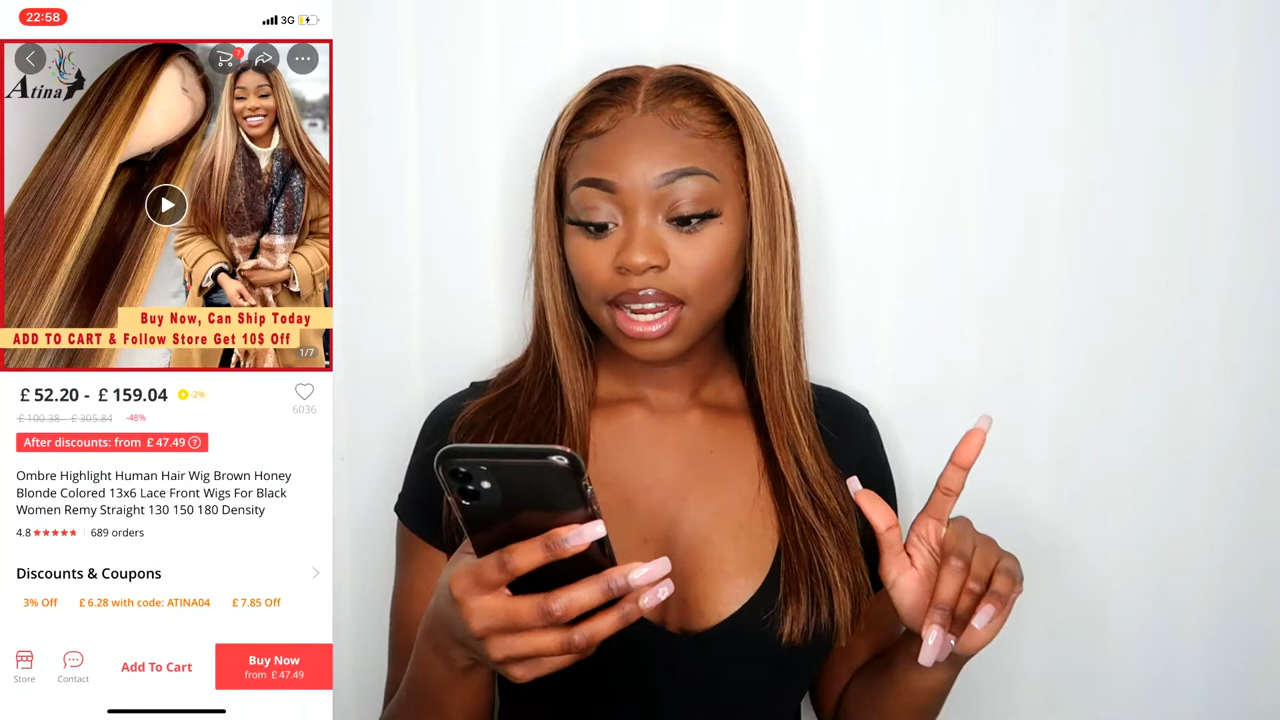 22:58
3G
Atina
7
Buy Now, Can Ship Today
ADD TO CART & Follow Store Get 10$ Off
1/7
£ 52.20 - £ 159.04
-2%
£ 100.38 - £ 305.84 -48%
6036
After discounts: from £ 47.49 ?
Ombre Highlight Human Hair Wig Brown Honey
Blonde Colored 13x6 Lace Front Wigs For Black
Women Remy Straight 130 150 180 Density
4.8 ★★★★★ | 689 orders
Discounts & Coupons
3% Off £ 6.28 with code: ATINA04 £ 7.85 Off
Store Contact Add To Cart Buy Now
from £ 47.49